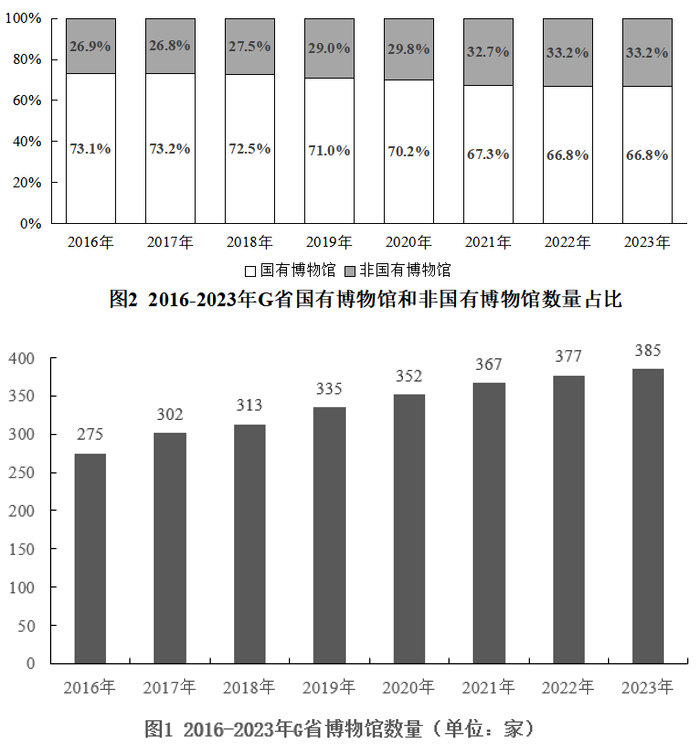 100%
26.9% 26.8% 27.5% 29.0% 29.8% 32.7% 33.2% 33.2%
80%
60%
40%
73.1% 73.2% 72.5% 71.0% 70.2% 67.3% 66.8% 66.8%
20%
0%
2016年 2017年 2018年 2019年 2020年 2021年 2022年 2023年
国有博物馆 非国有博物馆
图2 2016-2023年G省国有博物馆和非国有博物馆数量占比
400
350
300
250
200
150
100
50
0
275 302 313 335 352 367 377 385
2016年 2017年 2018年 2019年 2020年 2021年 2022年 2023年
图1 2016-2023年G省博物馆数量（单位：家）